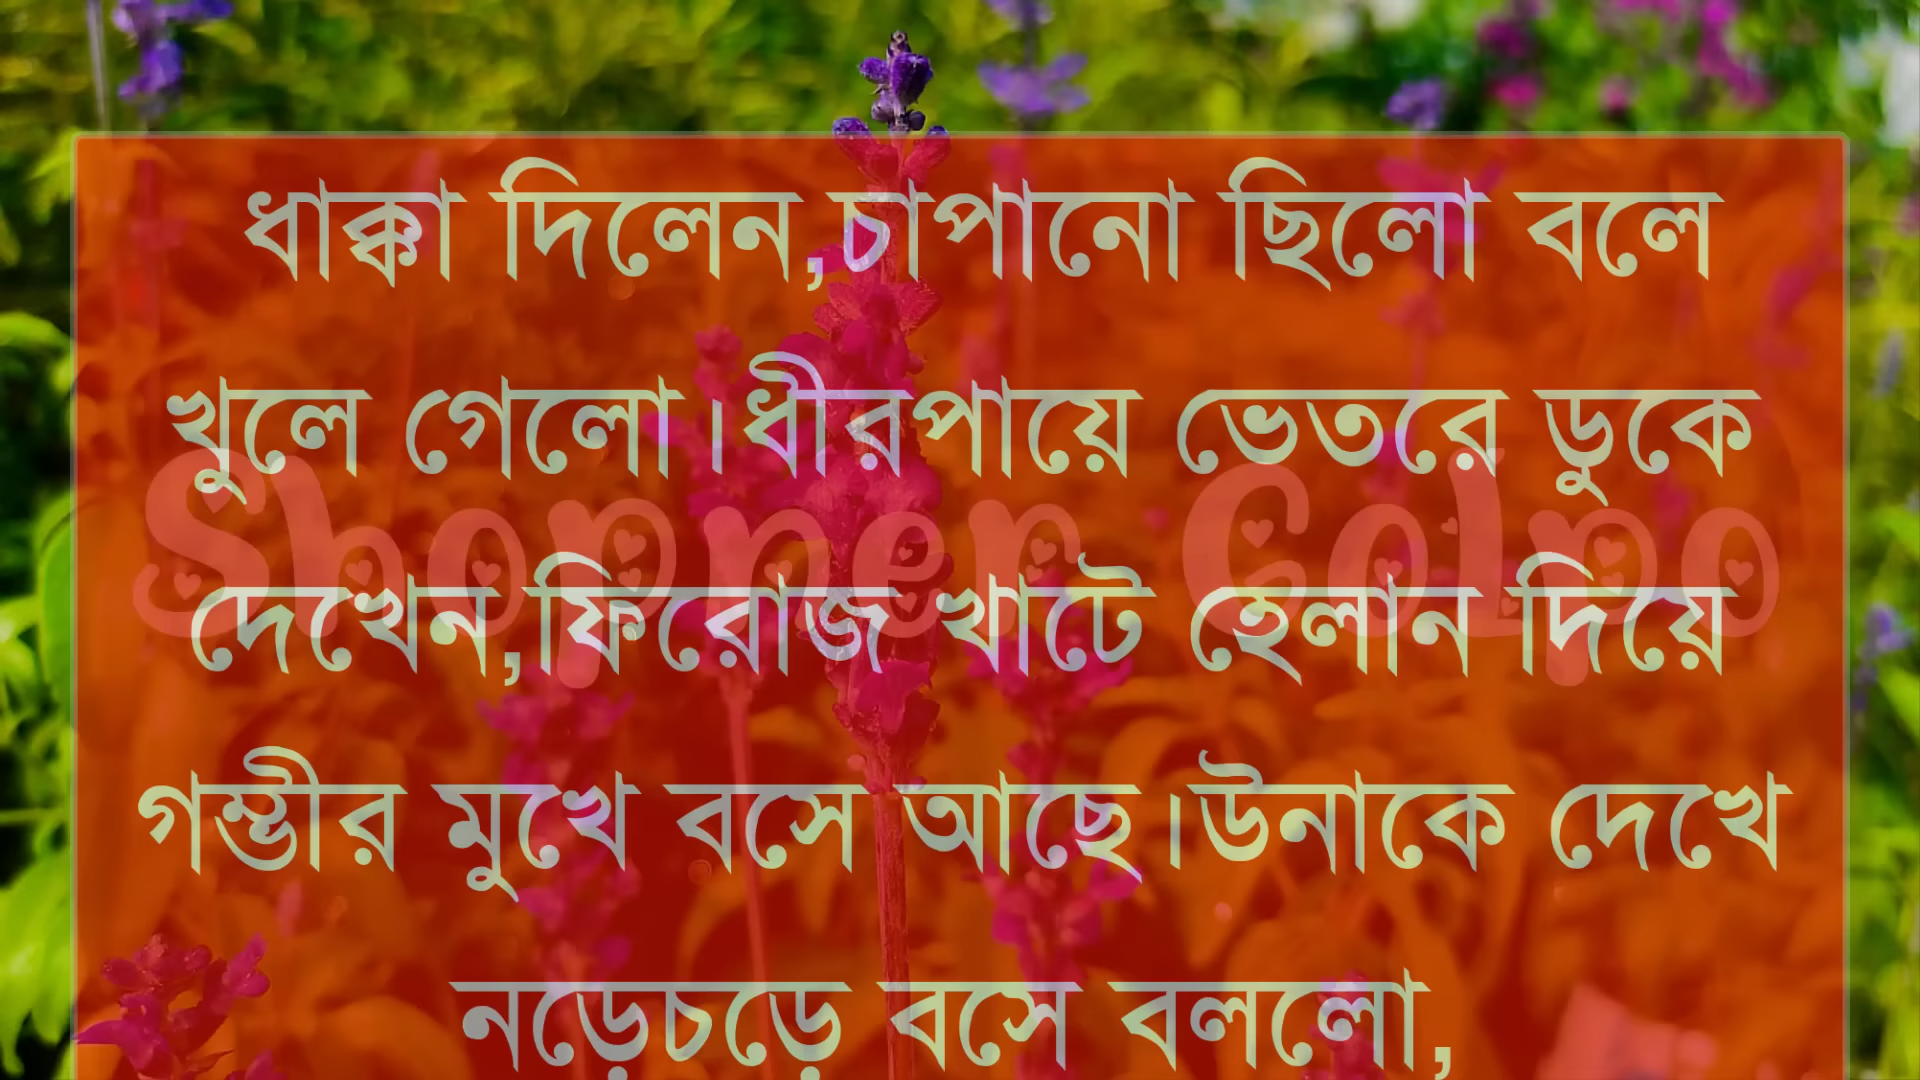 ধাক্কা দিলেন,চাপানো ছিলো বলে
খুলে গেলো।ধীরপায়ে ভেতরে ডুকে
Shopner Golpo
দেখেন,ফিরোজ খাটে হেলান দিয়ে
গম্ভীর মুখে বসে আছে।উনাকে দেখে
নড়েচড়ে বসে বললো,